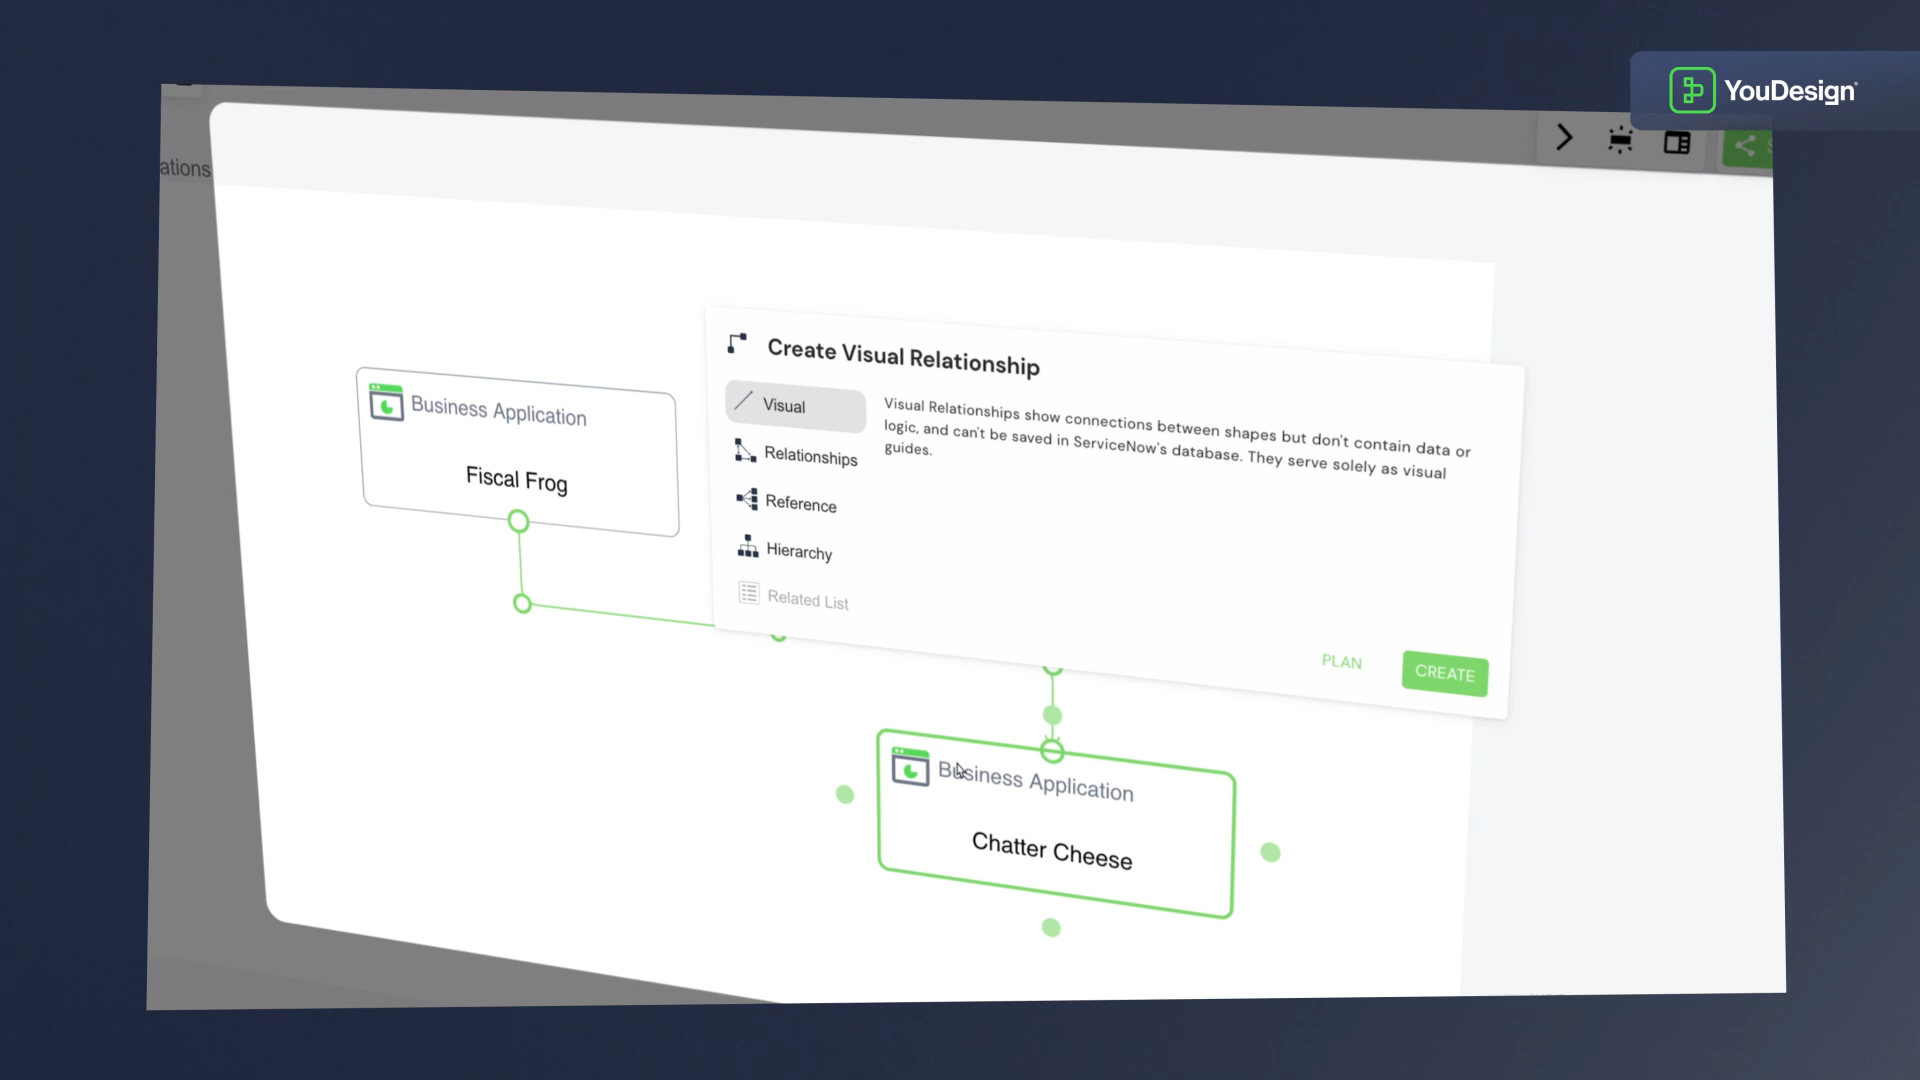 YouDesign
ations
Create Visual Relationship
Business Application
Fiscal Frog
Visual
Relationships
Reference
Hierarchy
Related List
Visual Relationships show connections between shapes but don't contain data or
logic, and can't be saved in ServiceNow's database. They serve solely as visual
guides.
PLAN
CREATE
Business Application
Chatter Cheese